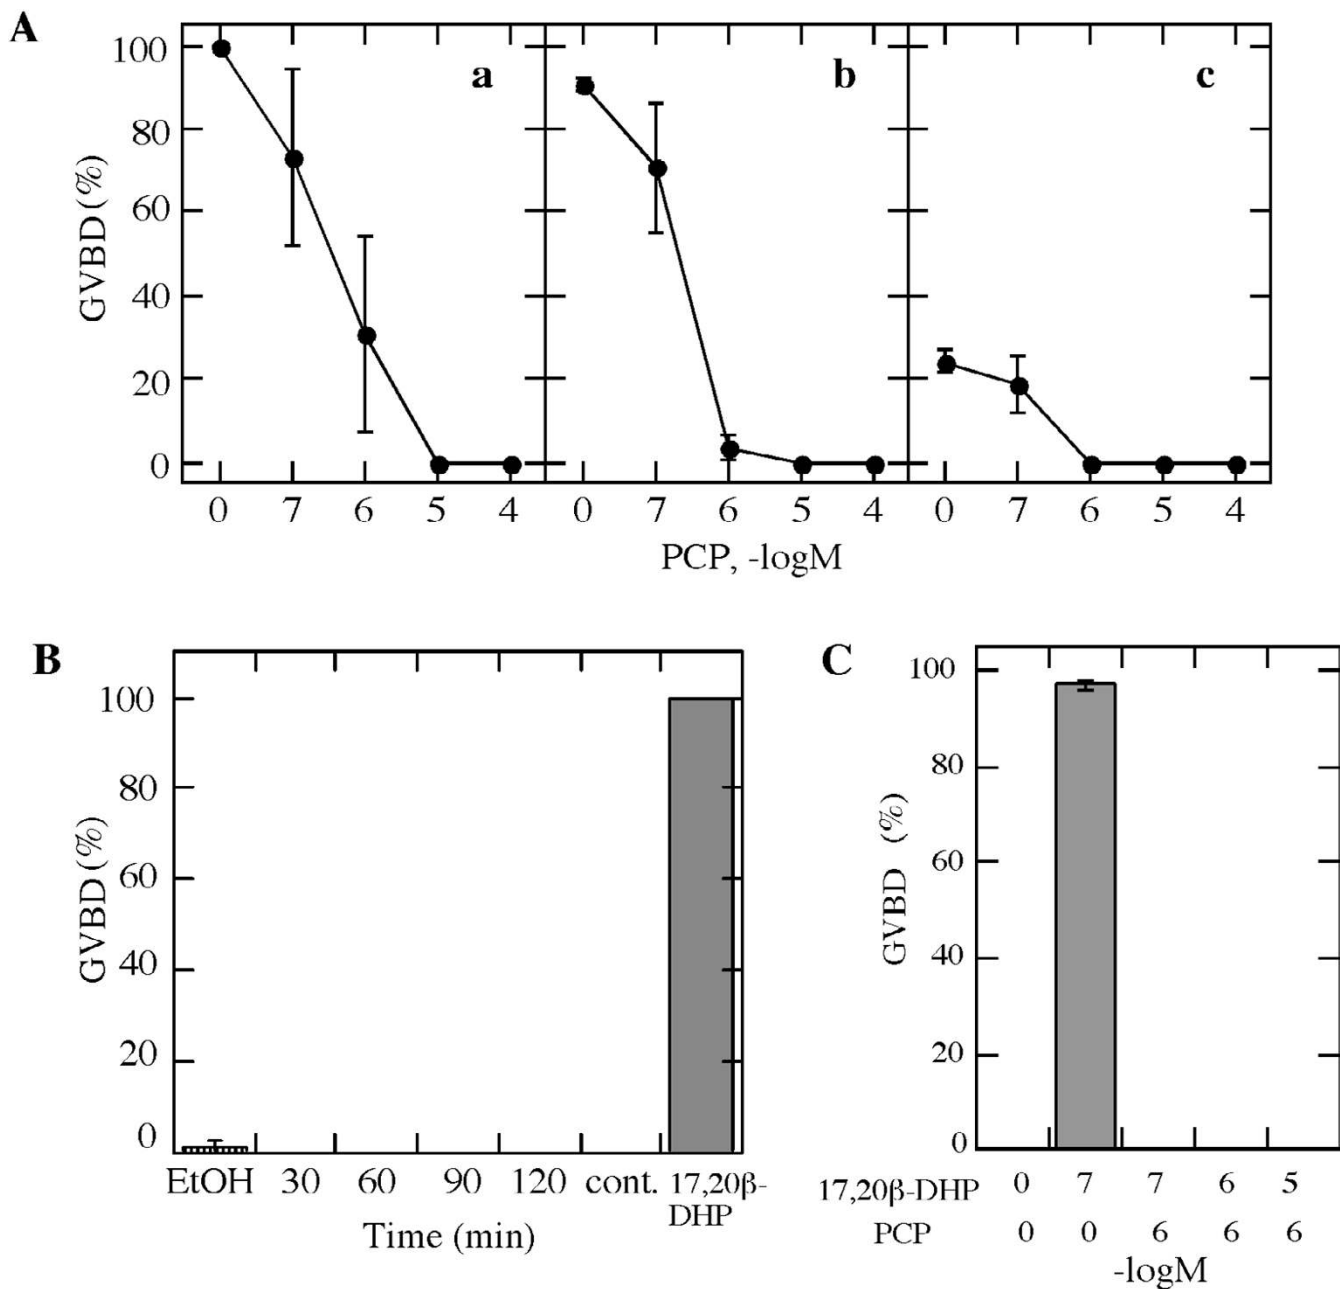 A
a b c
GVBD (%)
100
80
60
40
20
0
0 7 6 5 4 0 7 6 5 4 0 7 6 5 4
PCP, -logM
B
GVBD (%)
100
80
60
40
20
0
EtOH 30 60 90 120 cont. 17,20β-
DHP
Time (min)
C
GVBD (%)
100
80
60
40
20
0
17,20β-DHP 0 7 7 6 5
PCP 0 0 6 6 6
-logM